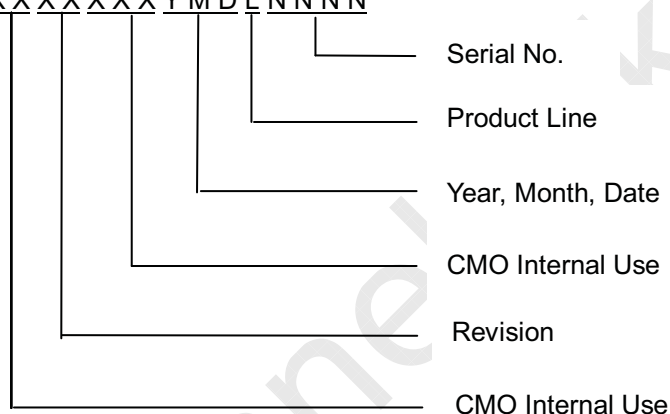 X X X X X X X Y M D L N N N N
Serial No.
Product Line
Year, Month, Date
CMO Internal Use
Revision
CMO Internal Use